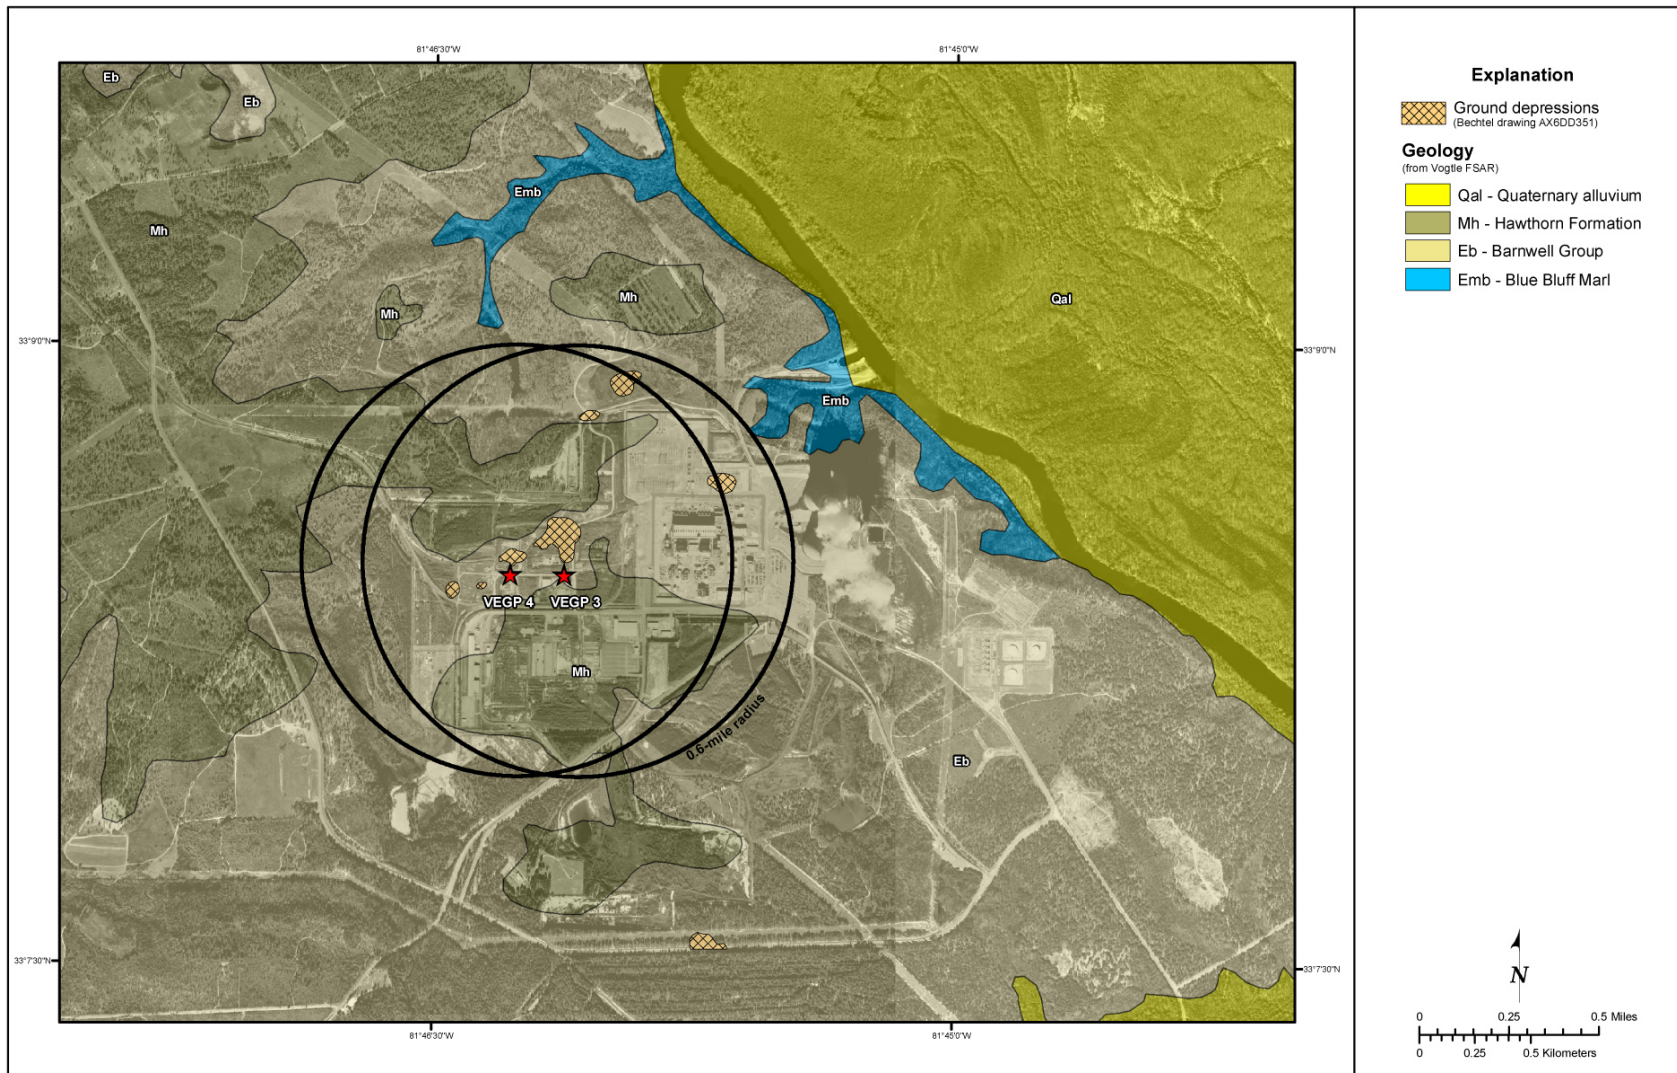 81°46'30"W
81°45'0"W
Eb
Eb
Emb
Mh
Mh
Mh
Qal
33°9'0"N
33°9'0"N
Emb
VEGP 4
VEGP 3
Mh
0.6-mile radius
Eb
33°7'30"N
33°7'30"N
81°46'30"W
81°45'0"W
Explanation
Ground depressions
(Bechtel drawing AX6DD351)
Geology
(from Vogtle FSAR)
Qal - Quaternary alluvium
Mh - Hawthorn Formation
Eb - Barnwell Group
Emb - Blue Bluff Marl
N
0 0.25 0.5 Miles
0 0.25 0.5 Kilometers